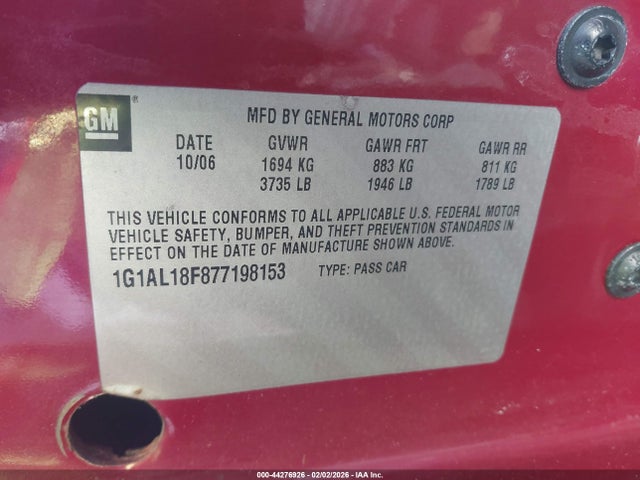 GM ®
MFD BY GENERAL MOTORS CORP
DATE GVWR GAWR FRT GAWR RR
10/06 1694 KG 883 KG 811 KG
3735 LB 1946 LB 1789 LB
THIS VEHICLE CONFORMS TO ALL APPLICABLE U.S. FEDERAL MOTOR
VEHICLE SAFETY, BUMPER, AND THEFT PREVENTION STANDARDS IN
EFFECT ON THE DATE OF MANUFACTURE SHOWN ABOVE.
1G1AL18F877198153 TYPE: PASS CAR
000-44276926 - 02/02/2026 - IAA Inc.